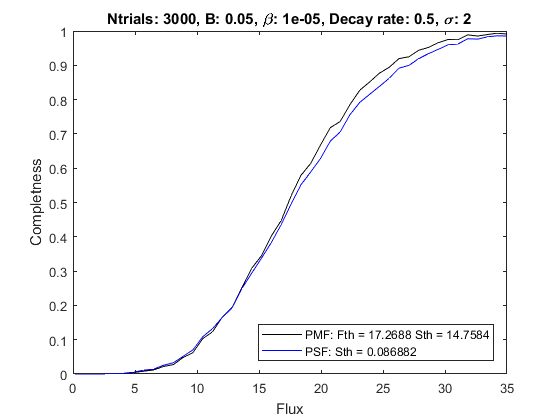 Ntrials: 3000, B: 0.05, β: 1e-05, Decay rate: 0.5, σ: 2
1
0.9
0.8
0.7
0.6
0.5
0.4
0.3
0.2
0.1
0
Completness
PMF: Fth = 17.2688 Sth = 14.7584
PSF: Sth = 0.086882
0 5 10 15 20 25 30 35
Flux